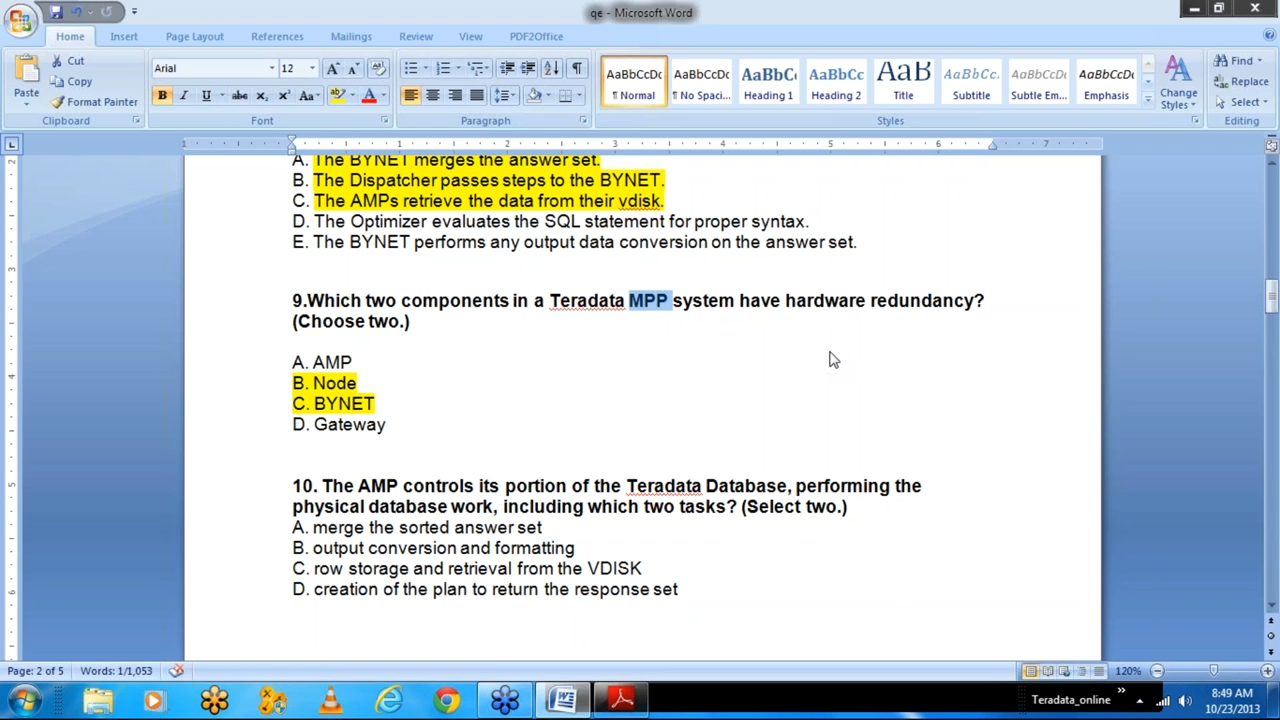 qe - Microsoft Word
Home Insert Page Layout References Mailings Review View PDF2Office
Paste
Cut
Copy
Format Painter
Clipboard
Arial 12
Font
Paragraph
AaBbCcDc AaBbCcDc AaBbC AaBbCc AaB AaBbCc. AaBbCcDc AaBbCcDc
¶ Normal ¶ No Spaci... Heading 1 Heading 2 Title Subtitle Subtle Em... Emphasis
Styles
Change Styles
Find
Replace
Select
Editing
A. The BYNET merges the answer set.
B. The Dispatcher passes steps to the BYNET.
C. The AMPs retrieve the data from their vdisk.
D. The Optimizer evaluates the SQL statement for proper syntax.
E. The BYNET performs any output data conversion on the answer set.
9.Which two components in a Teradata MPP system have hardware redundancy?
(Choose two.)
A. AMP
B. Node
C. BYNET
D. Gateway
10. The AMP controls its portion of the Teradata Database, performing the
physical database work, including which two tasks? (Select two.)
A. merge the sorted answer set
B. output conversion and formatting
C. row storage and retrieval from the VDISK
D. creation of the plan to return the response set
Page: 2 of 5 Words: 1/1,053 120%
Teradata_online
8:49 AM
10/23/2013